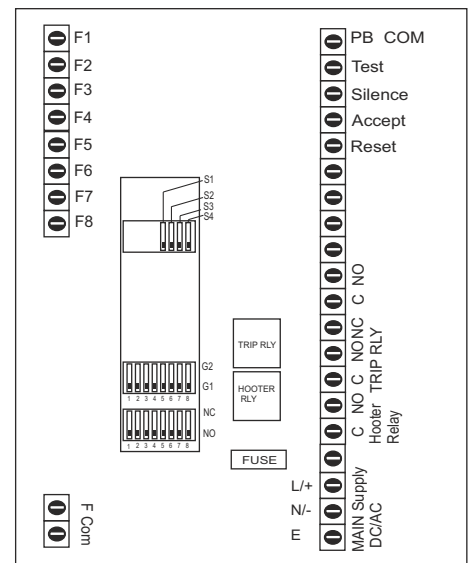 F1
F2
F3
F4
F5
F6
F7
F8
F Com
S1
S2
S3
S4
G2
G1
1 2 3 4 5 6 7 8
NC
NO
1 2 3 4 5 6 7 8
TRIP RLY
HOOTER
RLY
FUSE
PB COM
Test
Silence
Accept
Reset
NO
C
NC
NO
C
TRIP RLY
NO
C
Hooter
Relay
L/+
N/-
E
MAIN Supply
DC/AC